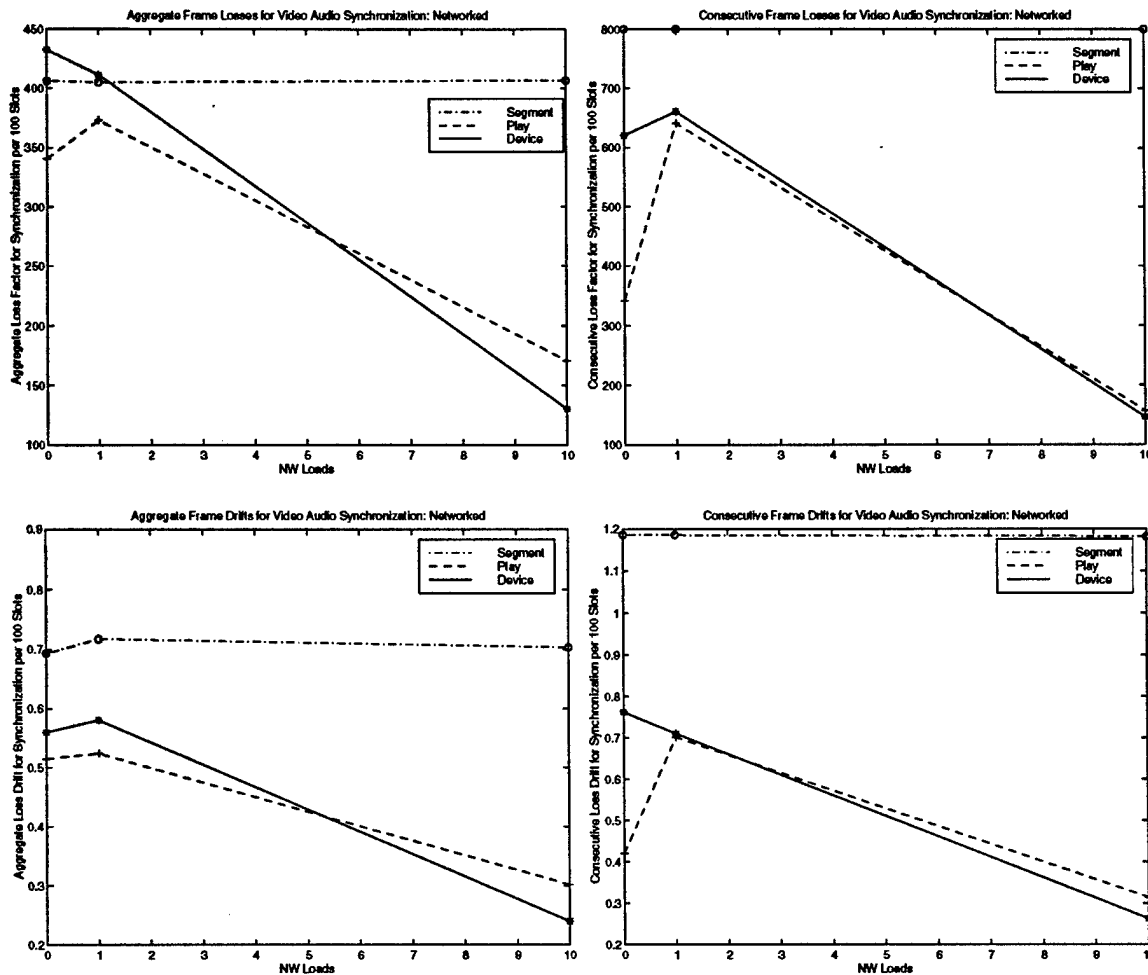 Aggregate Frame Losses for Video Audio Synchronization: Networked
Aggregate Loss Factor for Synchronization per 100 Slots
450
400
350
300
250
200
150
100
Segment
Play
Device
0 1 2 3 4 5 6 7 8 9 10
NW Loads
Consecutive Frame Losses for Video Audio Synchronization: Networked
Consecutive Loss Factor for Synchronization per 100 Slots
800
700
600
500
400
300
200
100
Segment
Play
Device
0 1 2 3 4 5 6 7 8 9 10
NW Loads
Aggregate Frame Drifts for Video Audio Synchronization: Networked
Aggregate Loss Drift for Synchronization per 100 Slots
0.9
0.8
0.7
0.6
0.5
0.4
0.3
0.2
Segment
Play
Device
0 1 2 3 4 5 6 7 8 9 10
NW Loads
Consecutive Frame Drifts for Video Audio Synchronization: Networked
Consecutive Loss Drift for Synchronization per 100 Slots
1.2
1.1
1
0.9
0.8
0.7
0.6
0.5
0.4
0.3
0.2
Segment
Play
Device
0 1 2 3 4 5 6 7 8 9 10
NW Loads